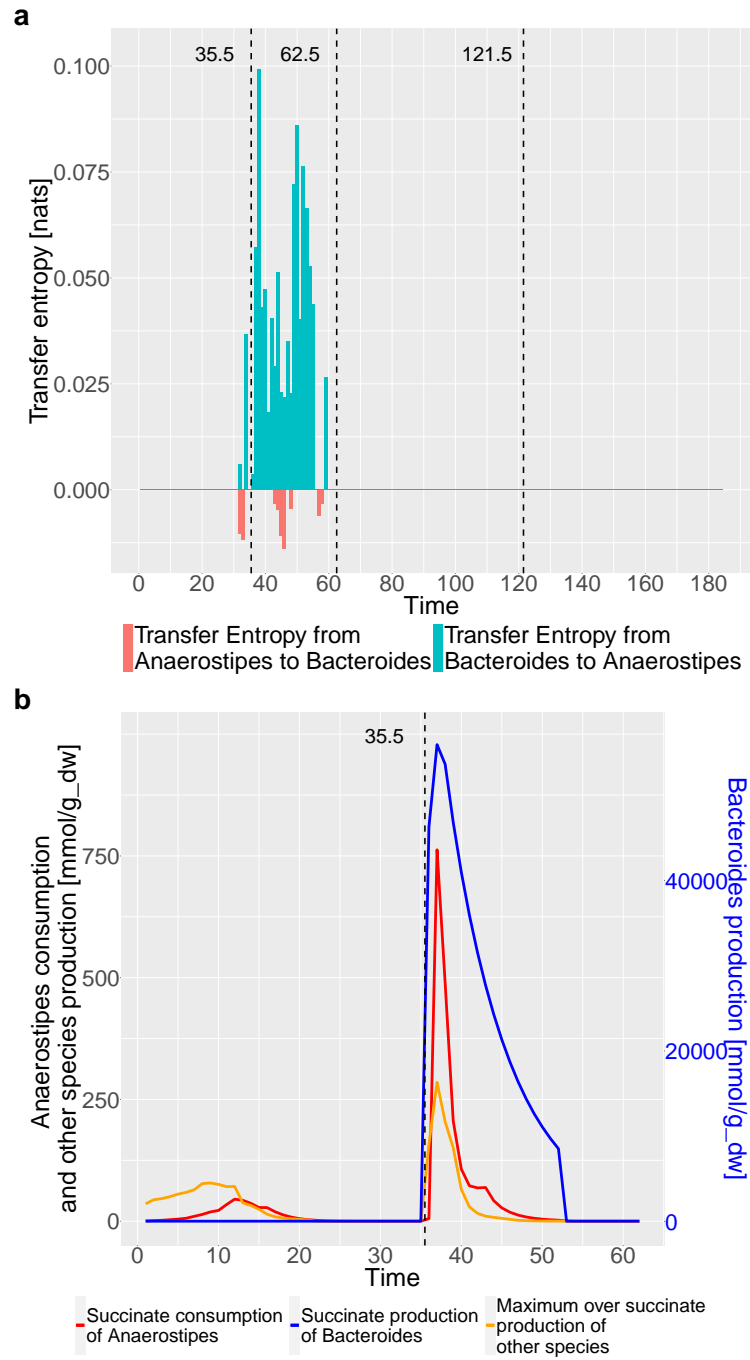 a
35.5 62.5 121.5
0.100
0.075
0.050
0.025
0.000
Transfer entropy [nats]
0 20 40 60 80 100 120 140 160 180
Time
Transfer Entropy from
Anaerostipes to Bacteroides
Transfer Entropy from
Bacteroides to Anaerostipes
b
35.5
Anaerostipes consumption
and other species production [mmol/g_dw]
750
500
250
0
40000
20000
0
Bacteroides production [mmol/g_dw]
0 10 20 30 40 50 60
Time
Succinate consumption
of Anaerostipes
Succinate production
of Bacteroides
Maximum over succinate
production of
other species